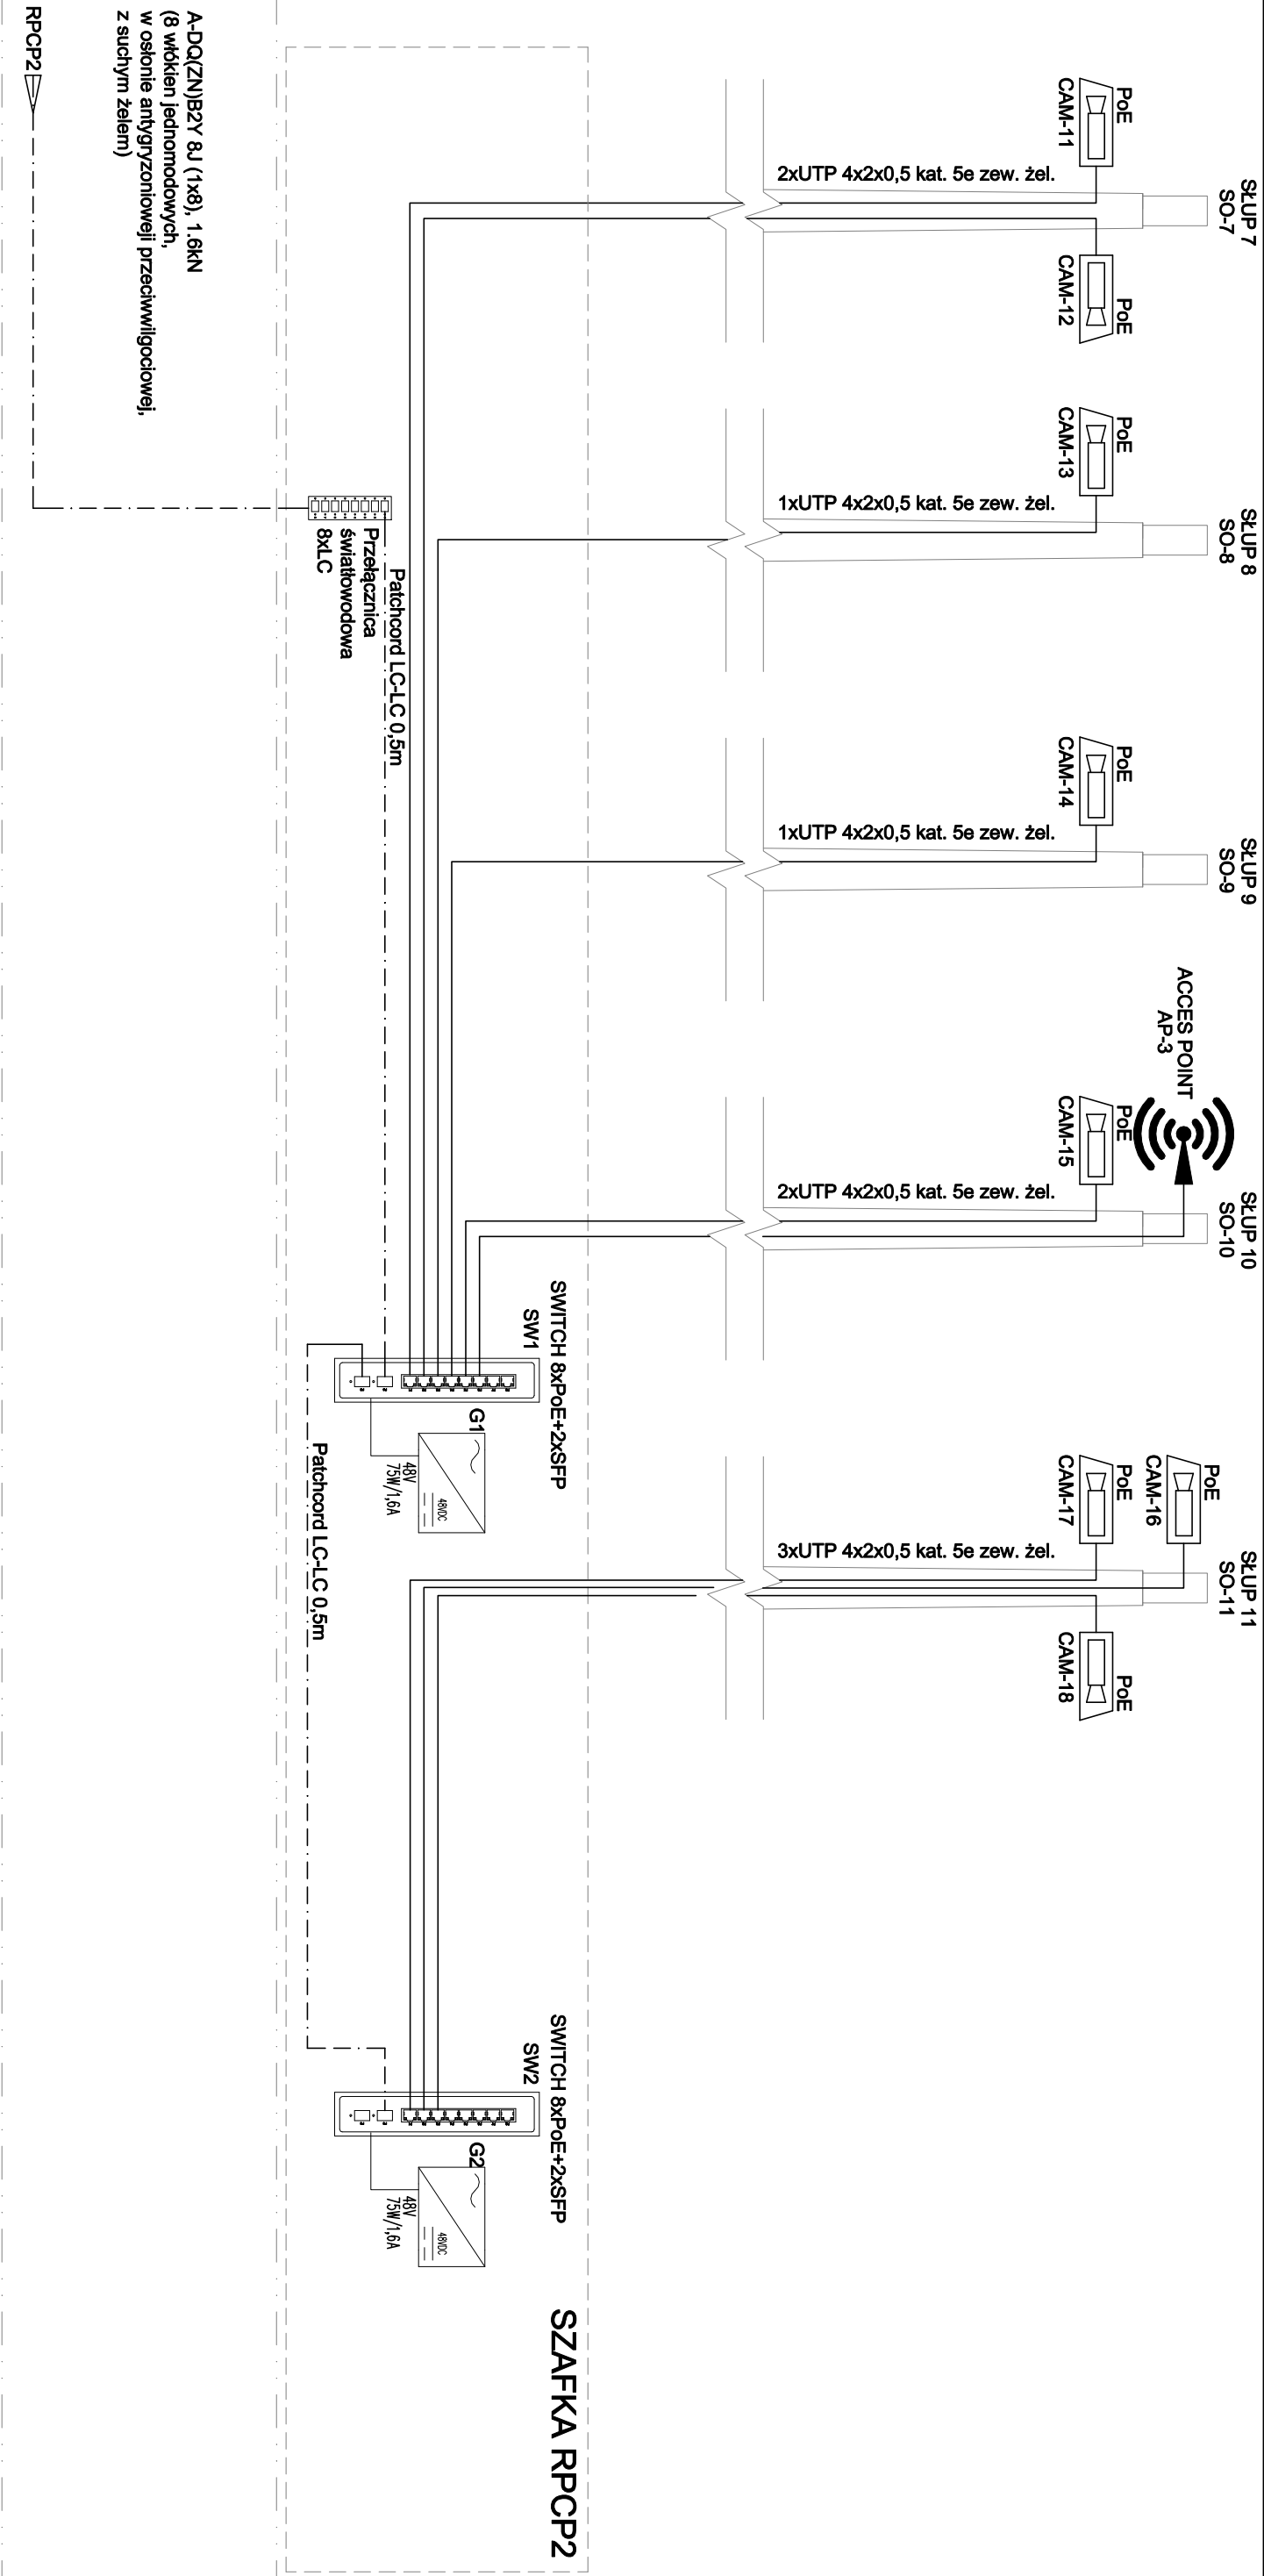 SŁUP 7
SO-7
PoE
CAM-11
PoE
CAM-12
2xUTP 4x2x0,5 kat. 5e zew. żel.
SŁUP 8
SO-8
PoE
CAM-13
1xUTP 4x2x0,5 kat. 5e zew. żel.
SŁUP 9
SO-9
PoE
CAM-14
1xUTP 4x2x0,5 kat. 5e zew. żel.
SŁUP 10
SO-10
ACCES POINT
AP-3
PoE
CAM-15
2xUTP 4x2x0,5 kat. 5e zew. żel.
SŁUP 11
SO-11
PoE
CAM-16
PoE
CAM-17
PoE
CAM-18
3xUTP 4x2x0,5 kat. 5e zew. żel.
SZAFKA RPCP2
SWITCH 8xPoE+2xSFP
SW1
G1
48VDC
48V
75W/1,6A
SWITCH 8xPoE+2xSFP
SW2
G2
48VDC
48V
75W/1,6A
Patchcord LC-LC 0,5m
Przełącznica
światłowodowa
8xLC
Patchcord LC-LC 0,5m
A-DQ(ZN)B2Y 8J (1x8), 1.6kN
(8 włókien jednomodowych,
w osłonie antygryzoniowej i przeciwwilgociowej,
z suchym żelem)
RPCP2